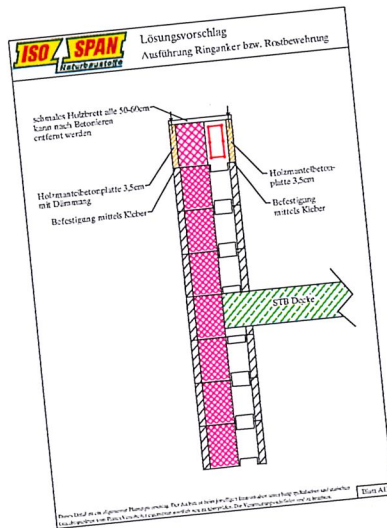 ISO SPAN
Naturbaustoffe
Lösungsvorschlag
Ausführung Ringanker bzw. Rostbewehrung
schmales Holzbrett alle 50-60cm
kann nach Betonieren
entfernt werden
Holzmantelbetonplatte 3,5cm
mit Dämmung
Befestigung mittels Kleber
Holzmantelbeton-
platte 3,5cm
Befestigung
mittels Kleber
STB Decke
Blatt A1